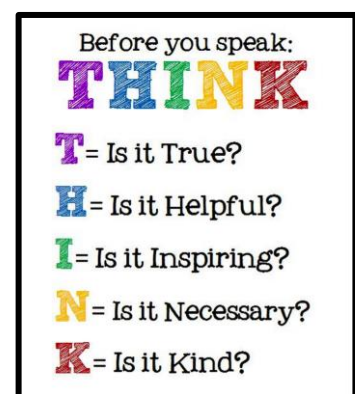 Before you speak:
THINK
T= Is it True?
H= Is it Helpful?
I= Is it Inspiring?
N= Is it Necessary?
K= Is it Kind?